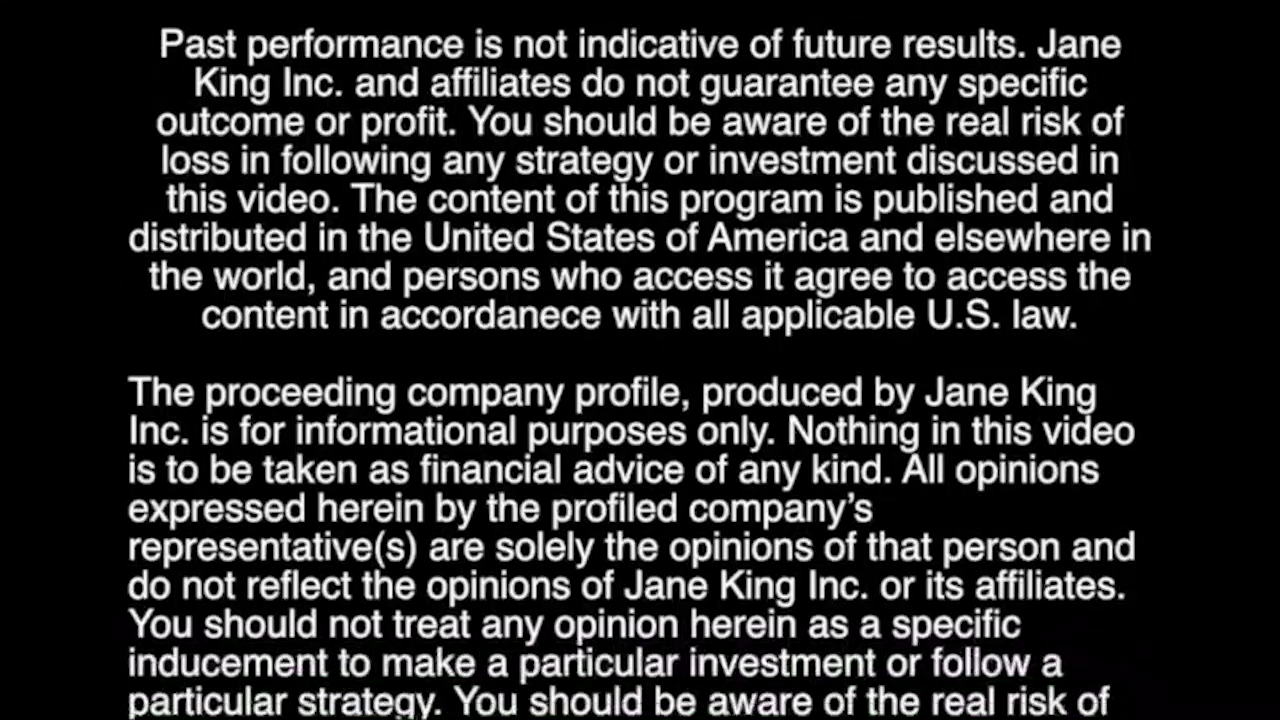 Past performance is not indicative of future results. Jane
King Inc. and affiliates do not guarantee any specific
outcome or profit. You should be aware of the real risk of
loss in following any strategy or investment discussed in
this video. The content of this program is published and
distributed in the United States of America and elsewhere in
the world, and persons who access it agree to access the
content in accordanece with all applicable U.S. law.
The proceeding company profile, produced by Jane King
Inc. is for informational purposes only. Nothing in this video
is to be taken as financial advice of any kind. All opinions
expressed herein by the profiled company’s
representative(s) are solely the opinions of that person and
do not reflect the opinions of Jane King Inc. or its affiliates.
You should not treat any opinion herein as a specific
inducement to make a particular investment or follow a
particular strategy. You should be aware of the real risk of